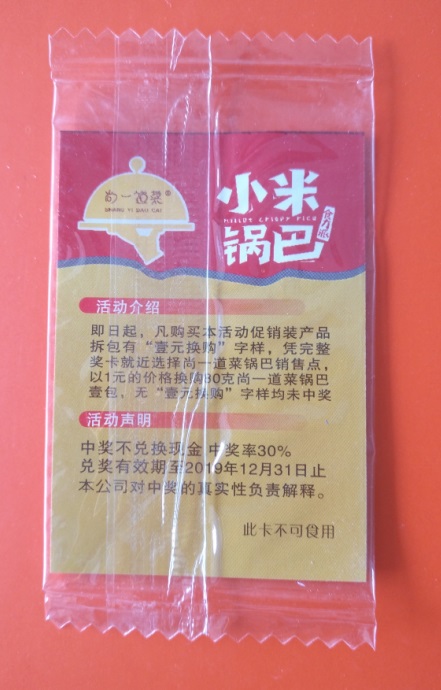 尚一道菜®
SHANG YI DAO CAI
小米
MILLET CRISPY RICE
锅巴
活动介绍
即日起，凡购买本活动促销装产品
拆包有“壹元换购”字样，凭完整
奖卡就近选择尚一道菜锅巴销售点，
以1元的价格换购80克尚一道菜锅巴
壹包，无“壹元换购”字样均未中奖
活动声明
中奖不兑换现金 中奖率30%
兑奖有效期至2019年12月31日止
本公司对中奖的真实性负责解释。
此卡不可食用